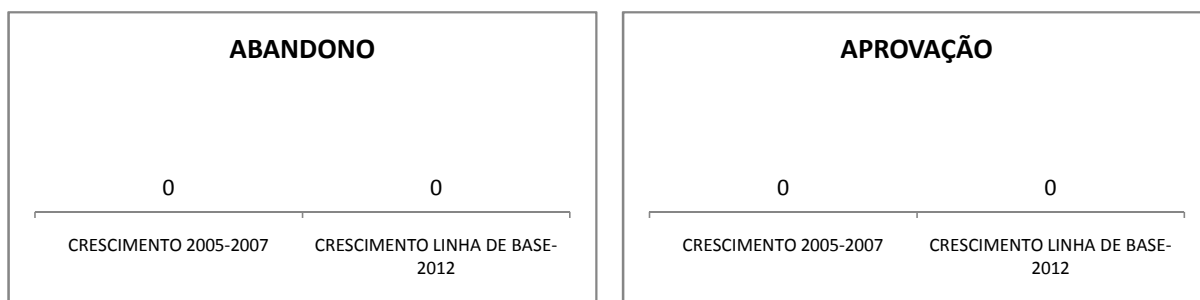 ABANDONO
0
0
CRESCIMENTO 2005-2007
CRESCIMENTO LINHA DE BASE-
2012
APROVAÇÃO
0
0
CRESCIMENTO 2005-2007
CRESCIMENTO LINHA DE BASE-
2012